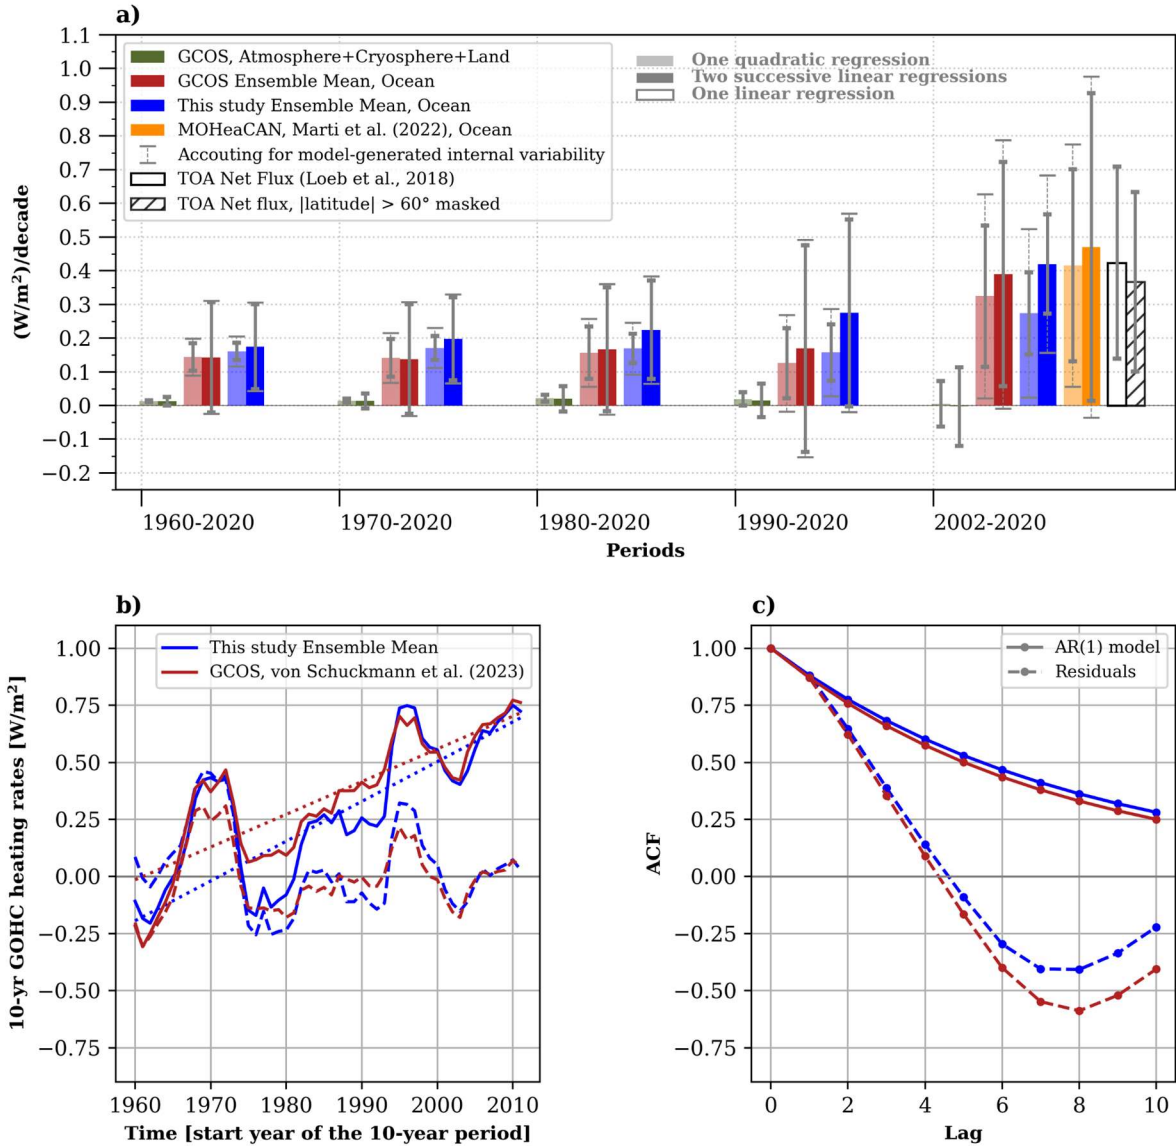 a)
1.1
1.0
0.9
0.8
0.7
0.6
0.5
0.4
0.3
0.2
0.1
0.0
−0.1
−0.2
(W/m²)/decade
GCOS, Atmosphere+Cryosphere+Land
GCOS Ensemble Mean, Ocean
This study Ensemble Mean, Ocean
MOHeaCAN, Marti et al. (2022), Ocean
Accouting for model-generated internal variability
TOA Net Flux (Loeb et al., 2018)
TOA Net flux, |latitude| > 60° masked
One quadratic regression
Two successive linear regressions
One linear regression
1960-2020
1970-2020
1980-2020
1990-2020
2002-2020
Periods
b)
1.00
0.75
0.50
0.25
0.00
−0.25
−0.50
−0.75
10-yr GOHC heating rates [W/m²]
This study Ensemble Mean
GCOS, von Schuckmann et al. (2023)
1960
1970
1980
1990
2000
2010
Time [start year of the 10-year period]
c)
1.00
0.75
0.50
0.25
0.00
−0.25
−0.50
−0.75
ACF
AR(1) model
Residuals
0
2
4
6
8
10
Lag